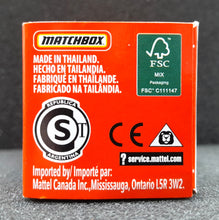 MATCHBOX
FSC
MIX
Packaging
FSC® C111147
MADE IN THAILAND.
HECHO EN TAILANDIA.
FABRIQUÉ EN THAÏLANDE.
FABRICADO NA TAILÂNDIA.
REPUBLICA
S II
ARGENTINA
CE
? service.mattel.com
Imported by/ Importé par:
Mattel Canada Inc., Mississauga, Ontario L5R 3W2.